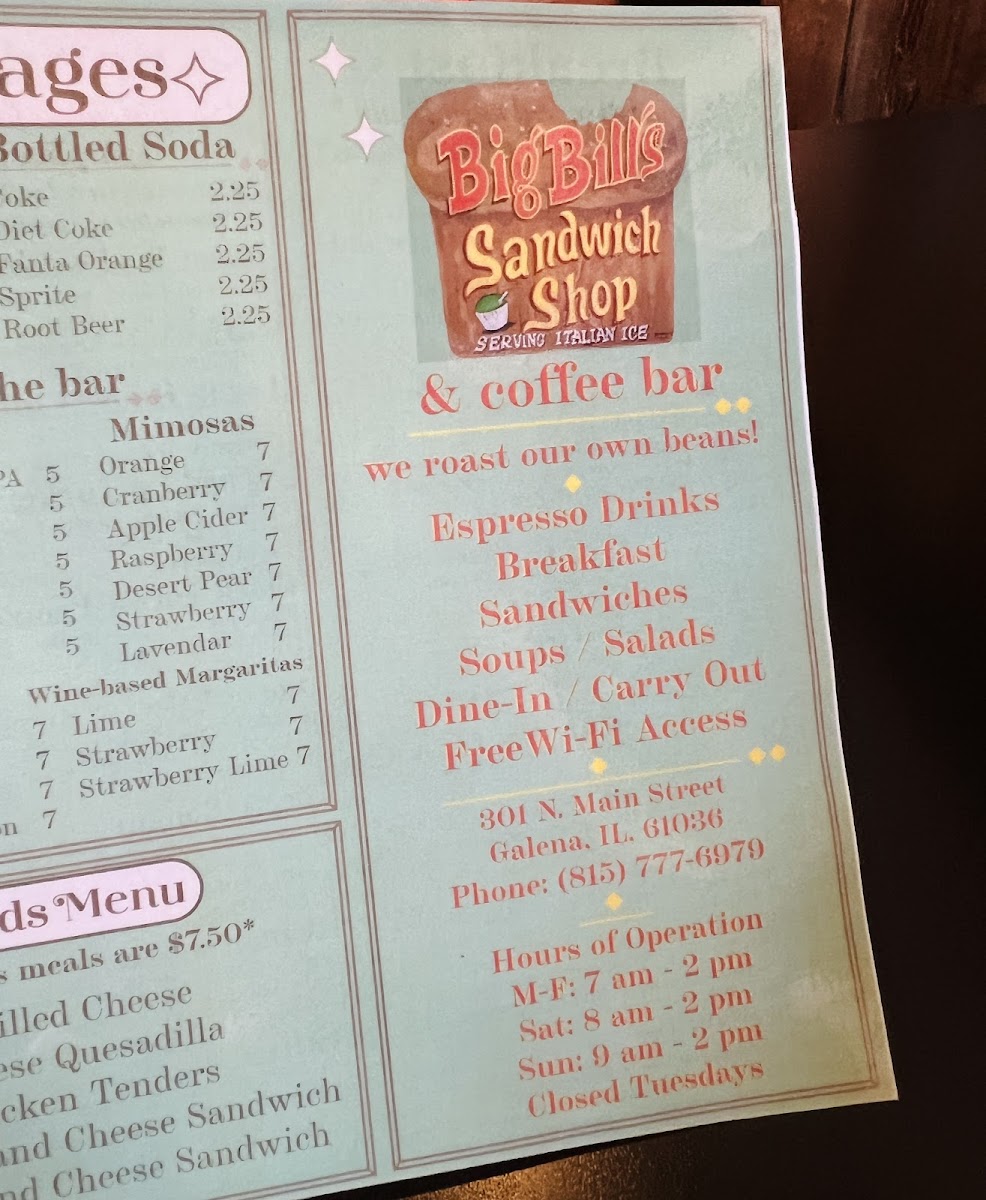 ages
Bottled Soda
Coke 2.25
Diet Coke 2.25
Fanta Orange 2.25
Sprite 2.25
Root Beer 2.25
he bar
Mimosas
PA 5 Orange 7
5 Cranberry 7
5 Apple Cider 7
5 Raspberry 7
5 Desert Pear 7
5 Strawberry 7
5 Lavendar 7
Wine-based Margaritas
7 Lime 7
7 Strawberry 7
7 Strawberry Lime 7
on 7
ds Menu
s meals are $7.50*
illed Cheese
ese Quesadilla
cken Tenders
and Cheese Sandwich
nd Cheese Sandwich
Big Bill's
Sandwich
Shop
SERVING ITALIAN ICE
& coffee bar
we roast our own beans!
Espresso Drinks
Breakfast
Sandwiches
Soups / Salads
Dine-In / Carry Out
FreeWi-Fi Access
301 N. Main Street
Galena, IL. 61036
Phone: (815) 777-6979
Hours of Operation
M-F: 7 am - 2 pm
Sat: 8 am - 2 pm
Sun: 9 am - 2 pm
Closed Tuesdays